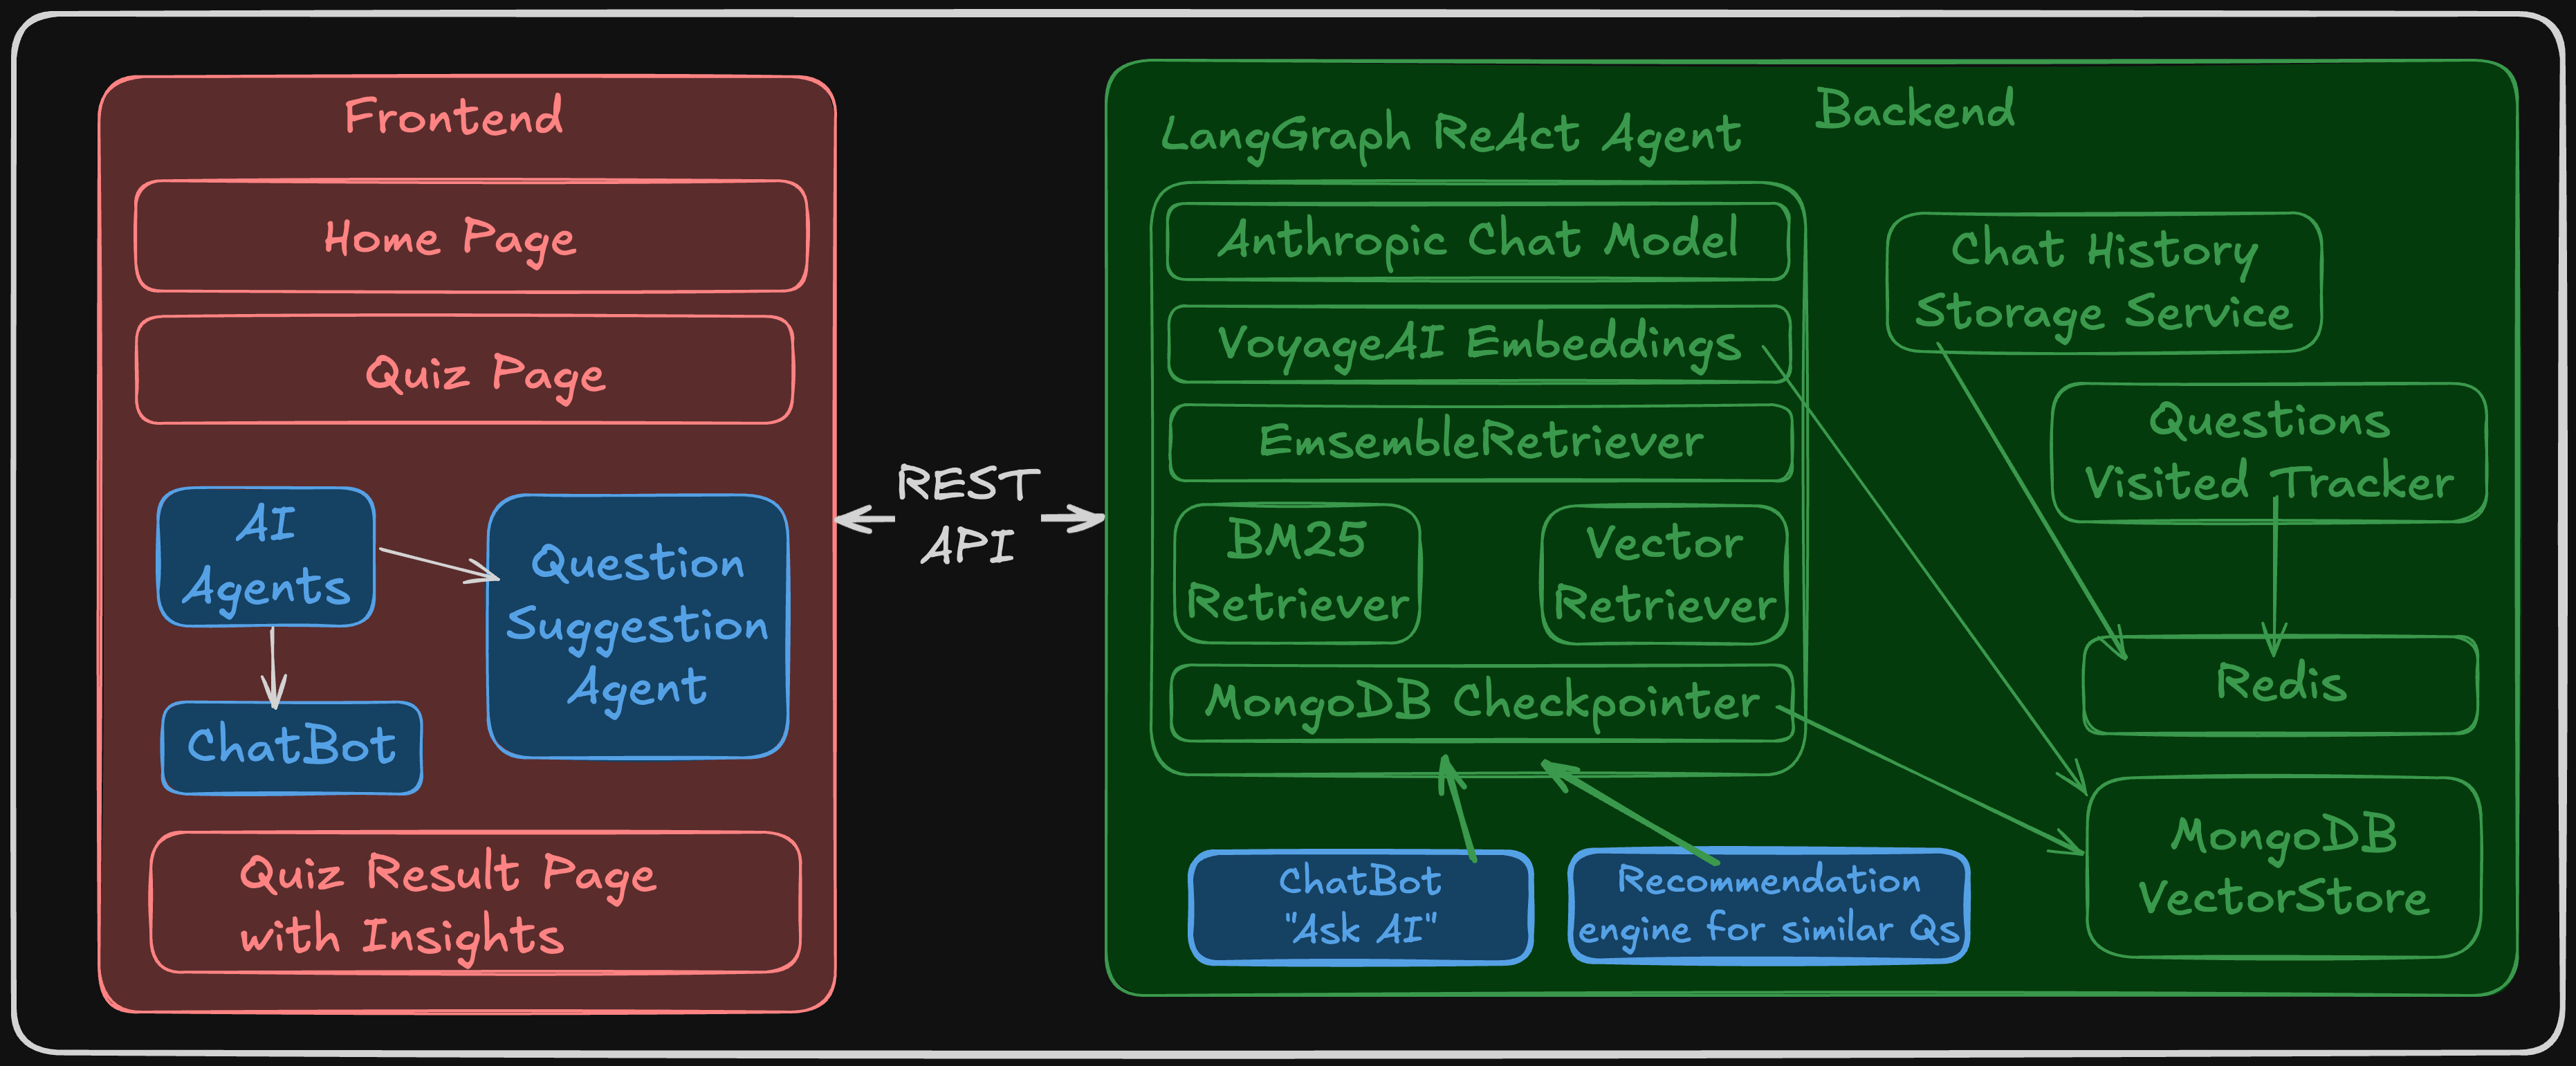 Frontend
Home Page
Quiz Page
AI
Agents
Question
Suggestion
Agent
ChatBot
Quiz Result Page
with Insights
REST
API
Backend
LangGraph ReAct Agent
Anthropic Chat Model
VoyageAI Embeddings
EmsembleRetriever
BM25
Retriever
Vector
Retriever
MongoDB Checkpointer
ChatBot
"Ask AI"
Recommendation
engine for similar Qs
Chat History
Storage Service
Questions
Visited Tracker
Redis
MongoDB
VectorStore